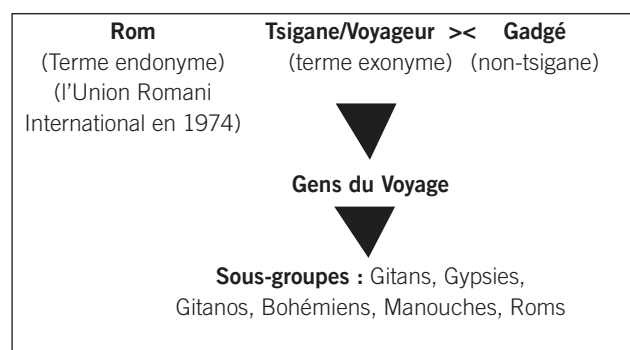 Rom Tsigane/Voyageur >< Gadgé
(Terme endonyme) (terme exonyme) (non-tsigane)
(l'Union Romani
International en 1974)
Gens du Voyage
Sous-groupes : Gitans, Gypsies,
Gitanos, Bohémiens, Manouches, Roms